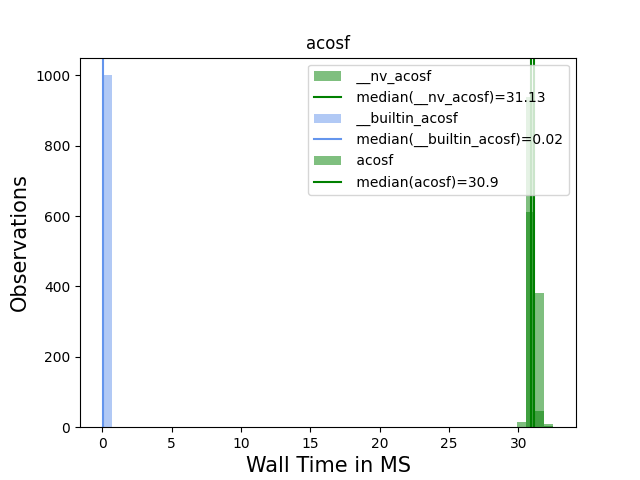 acosf
__nv_acosf
median(__nv_acosf)=31.13
__builtin_acosf
median(__builtin_acosf)=0.02
acosf
median(acosf)=30.9
1000
800
600
400
200
0
Observations
0 5 10 15 20 25 30
Wall Time in MS